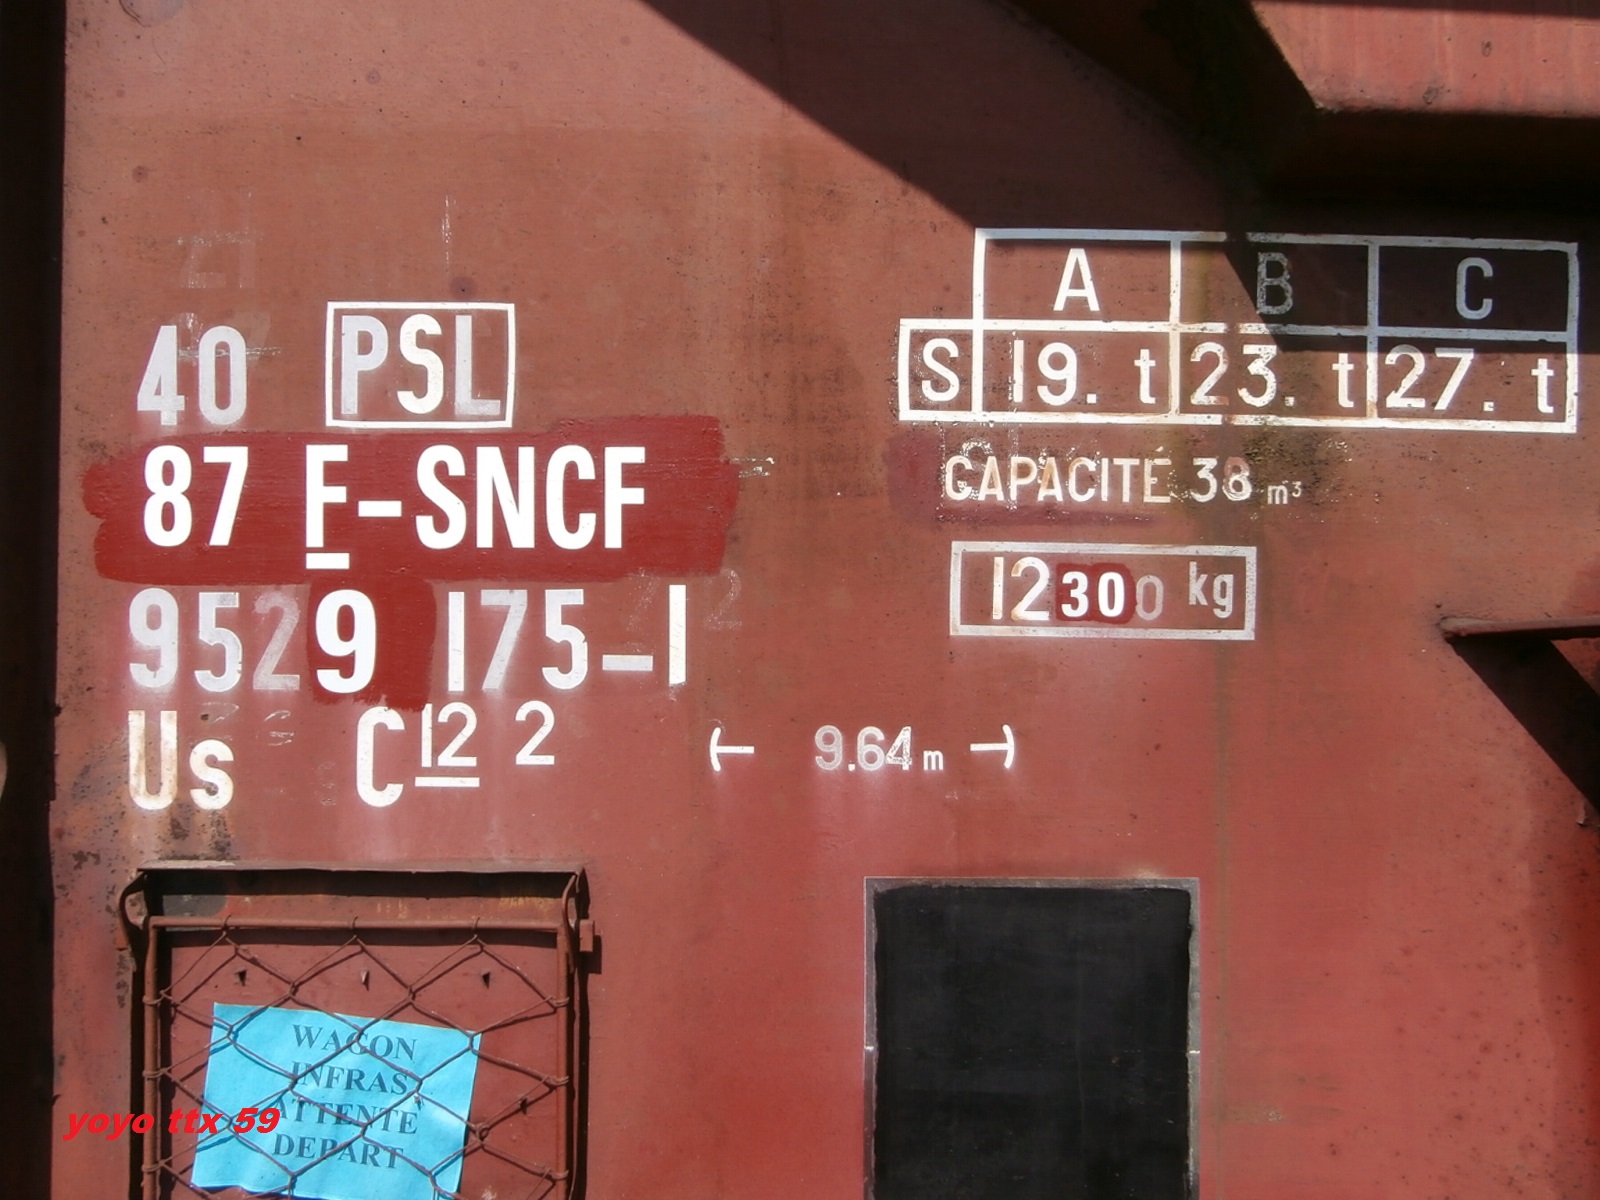 40 PSL
87 F-SNCF
9529 175-1
Us C 12 2
A B C
S 19. t 23. t 27. t
CAPACITÉ 38 m³
12300 kg
9.64 m
WAGON
INFRAS
ATTENTE
DEPART
yoyo ttx 59